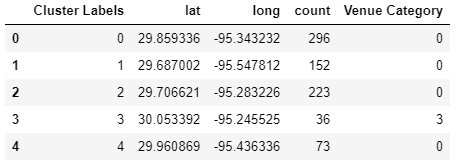 Cluster Labels lat long count Venue Category
0 0 29.859336 -95.343232 296 0
1 1 29.687002 -95.547812 152 0
2 2 29.706621 -95.283226 223 0
3 3 30.053392 -95.245525 36 3
4 4 29.960869 -95.436336 73 0